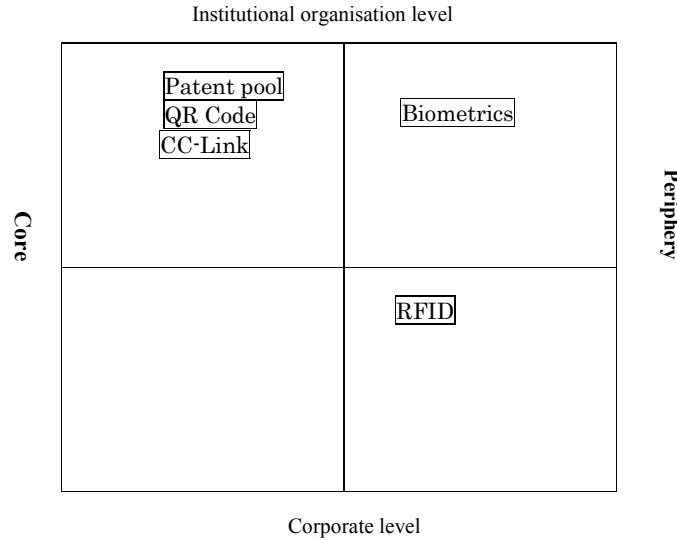 Institutional organisation level
Patent pool
QR Code
CC-Link
Biometrics
Core
Periphery
RFID
Corporate level